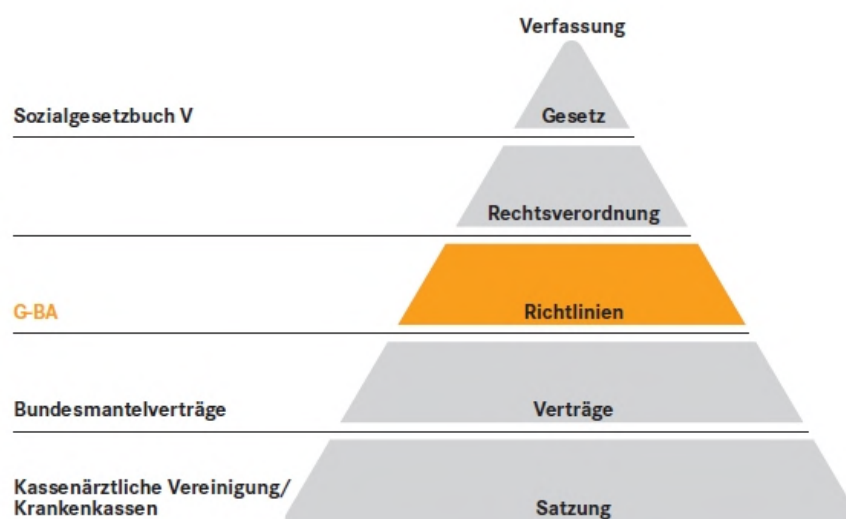 Verfassung
Sozialgesetzbuch V
Gesetz
Rechtsverordnung
G-BA
Richtlinien
Bundesmantelverträge
Verträge
Kassenärztliche Vereinigung/
Krankenkassen
Satzung